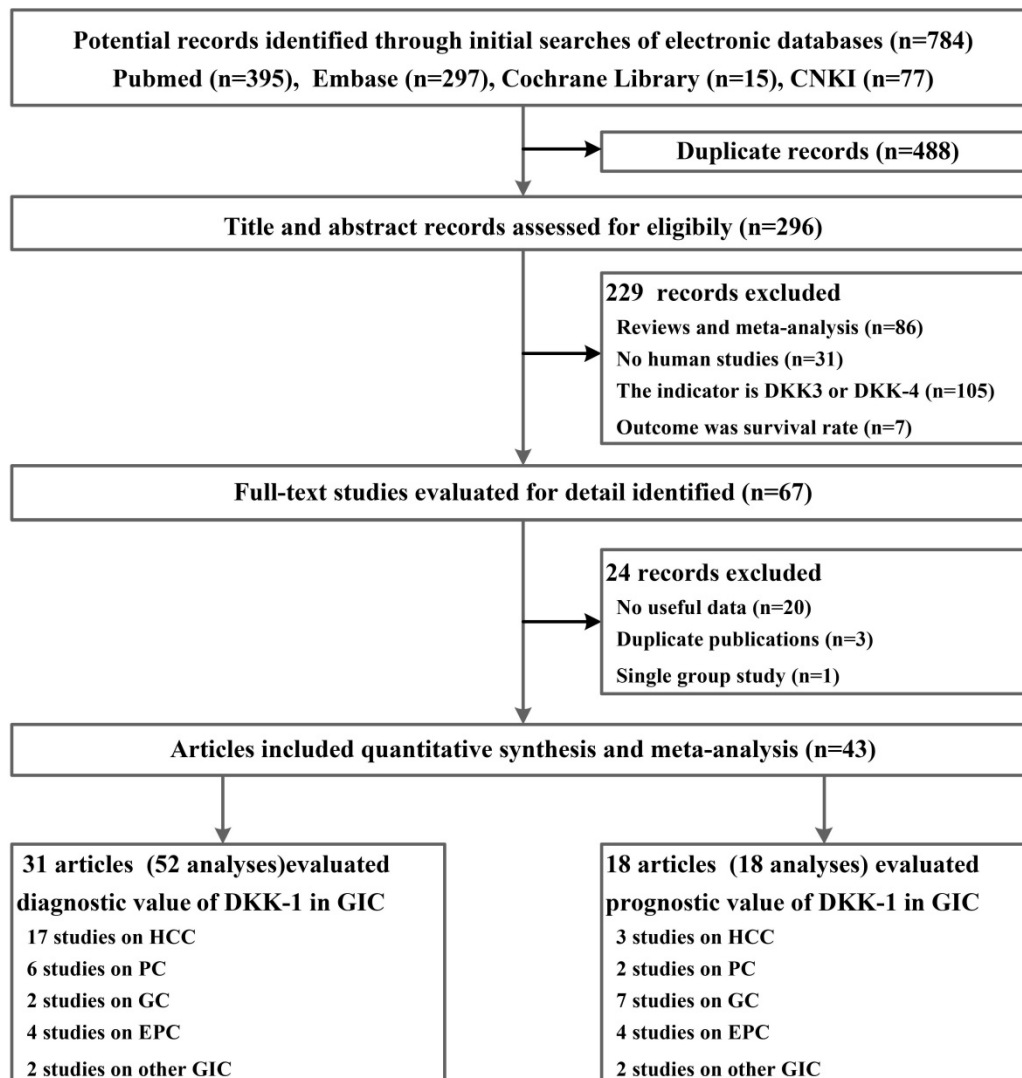 Potential records identified through initial searches of electronic databases (n=784)
Pubmed (n=395), Embase (n=297), Cochrane Library (n=15), CNKI (n=77)
Duplicate records (n=488)
Title and abstract records assessed for eligibily (n=296)
229 records excluded
Reviews and meta-analysis (n=86)
No human studies (n=31)
The indicator is DKK3 or DKK-4 (n=105)
Outcome was survival rate (n=7)
Full-text studies evaluated for detail identified (n=67)
24 records excluded
No useful data (n=20)
Duplicate publications (n=3)
Single group study (n=1)
Articles included quantitative synthesis and meta-analysis (n=43)
31 articles (52 analyses)evaluated
diagnostic value of DKK-1 in GIC
17 studies on HCC
6 studies on PC
2 studies on GC
4 studies on EPC
2 studies on other GIC
18 articles (18 analyses) evaluated
prognostic value of DKK-1 in GIC
3 studies on HCC
2 studies on PC
7 studies on GC
4 studies on EPC
2 studies on other GIC